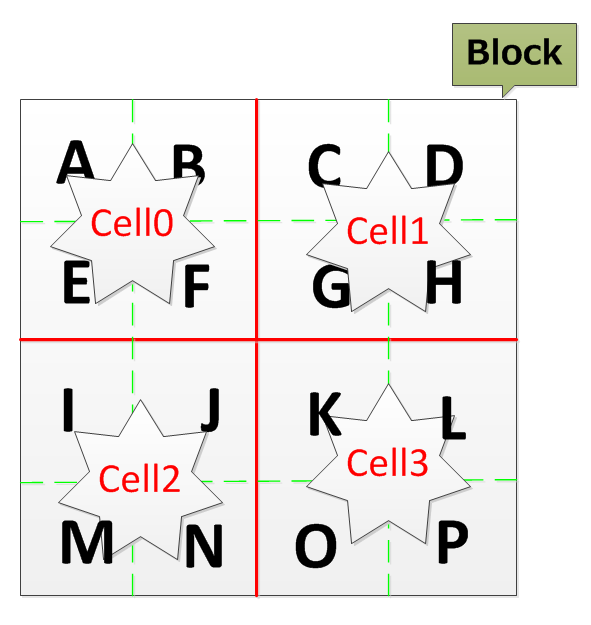 Block
A B C D
Cell0 Cell1
E F G H
I J K L
Cell2 Cell3
M N O P